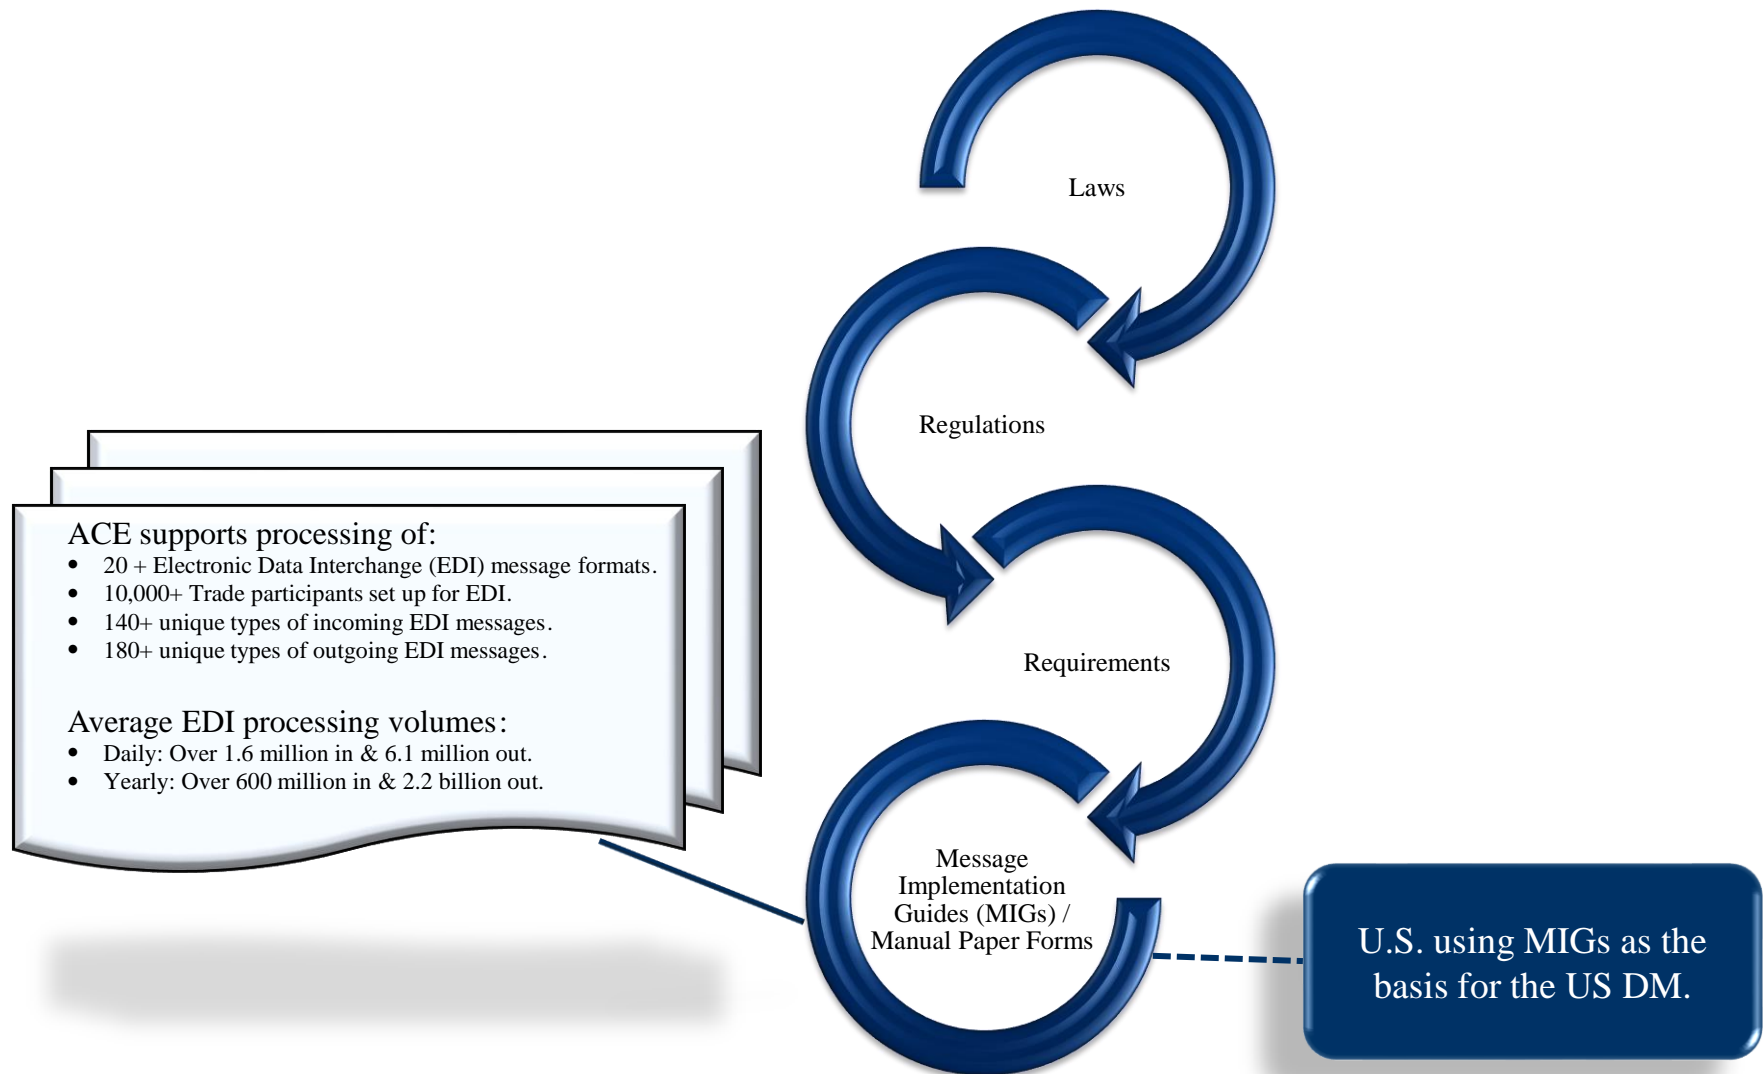 Laws
Regulations
Requirements
Message
Implementation
Guides (MIGs) /
Manual Paper Forms
ACE supports processing of:
• 20 + Electronic Data Interchange (EDI) message formats.
• 10,000+ Trade participants set up for EDI.
• 140+ unique types of incoming EDI messages.
• 180+ unique types of outgoing EDI messages.
Average EDI processing volumes:
• Daily: Over 1.6 million in & 6.1 million out.
• Yearly: Over 600 million in & 2.2 billion out.
U.S. using MIGs as the
basis for the US DM.